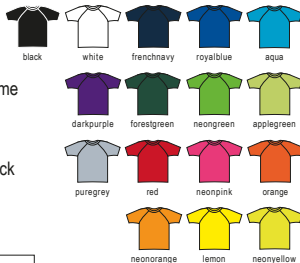 black white frenchnavy royalblue aqua
me
darkpurple forestgreen neongreen applegreen
ck
puregrey red neonpink orange
neonorange lemon neonyellow